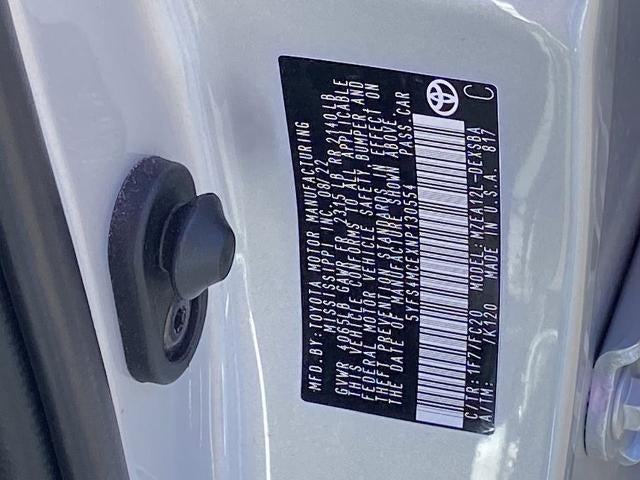 MFD.BY:TOYOTA MOTOR MANUFACTURING
MISSISSIPPI INC. 08/22
GVWR 4065LB GAWR FR 2305 LB RR 2140LB
THIS VEHICLE CONFORMS TO ALL APPLICABLE
FEDERAL MOTOR VEHICLE SAFETY, BUMPER, AND
THEFT PREVENTION STANDARDS IN EFFECT ON
THE DATE OF MANUFACTURE SHOWN ABOVE.
5YFS4MCEXNP130554 PASS.CAR
C/TR:1F7/FC20 MODEL:MZEA12L-DEXSBA
A/TM: /K120 MADE IN U.S.A. 817
C